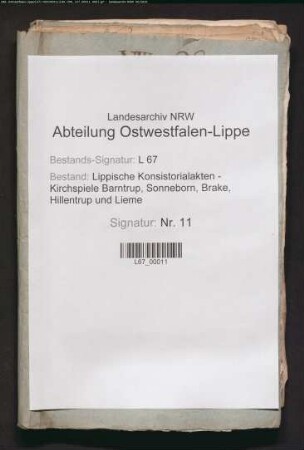 Landesarchiv NRW
Abteilung Ostwestfalen-Lippe
Bestands-Signatur: L 67
Bestand: Lippische Konsistorialakten -
Kirchspiele Barntrup, Sonneborn, Brake,
Hillentrup und Lieme
Signatur: Nr. 11
L67_00011